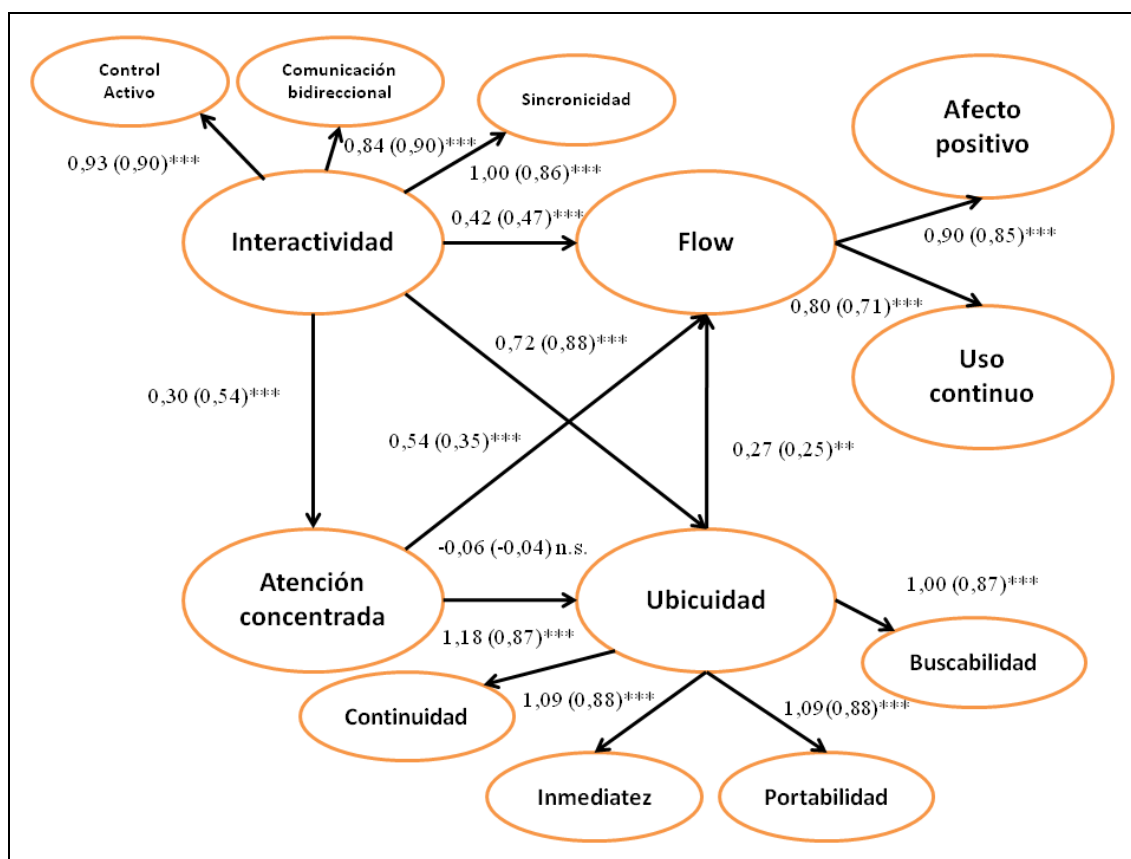 Control
Activo
Comunicación
bidireccional
Sincronicidad
Afecto
positivo
0,93 (0,90)***
0,84 (0,90)***
1,00 (0,86)***
0,42 (0,47)***
Interactividad
Flow
0,90 (0,85)***
0,80 (0,71)***
0,72 (0,88)***
Uso
continuo
0,30 (0,54)***
0,54 (0,35)***
0,27 (0,25)**
-0,06 (-0,04) n.s.
Atención
concentrada
Ubicuidad
1,00 (0,87)***
1,18 (0,87)***
Buscabilidad
Continuidad
1,09 (0,88)***
1,09(0,88)***
Inmediatez
Portabilidad